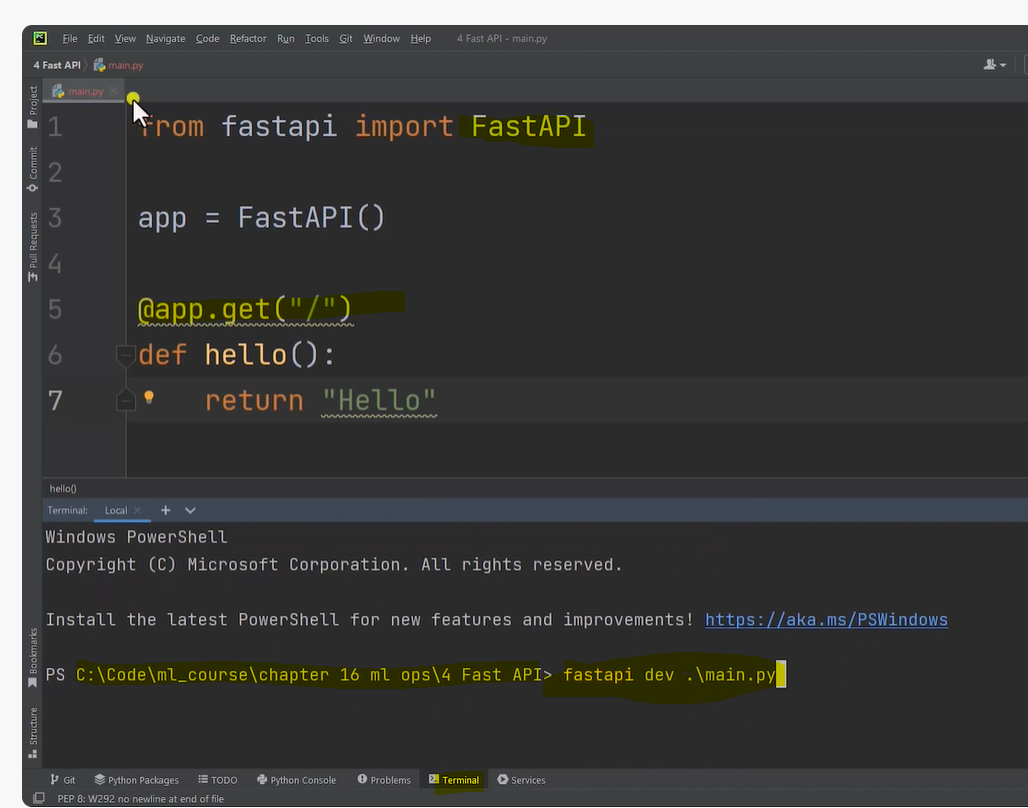 PC File Edit View Navigate Code Refactor Run Tools Git Window Help 4 Fast API - main.py
4 Fast API main.py
main.py
Project
Commit
Pull Requests
1 from fastapi import FastAPI
2
3 app = FastAPI()
4
5 @app.get("/")
6 def hello():
7 return "Hello"
hello()
Terminal: Local
Windows PowerShell
Copyright (C) Microsoft Corporation. All rights reserved.
Install the latest PowerShell for new features and improvements! https://aka.ms/PSWindows
PS C:\Code\ml_course\chapter 16 ml ops\4 Fast API> fastapi dev .\main.py
Bookmarks
Structure
Git Python Packages TODO Python Console Problems Terminal Services
PEP 8: W292 no newline at end of file